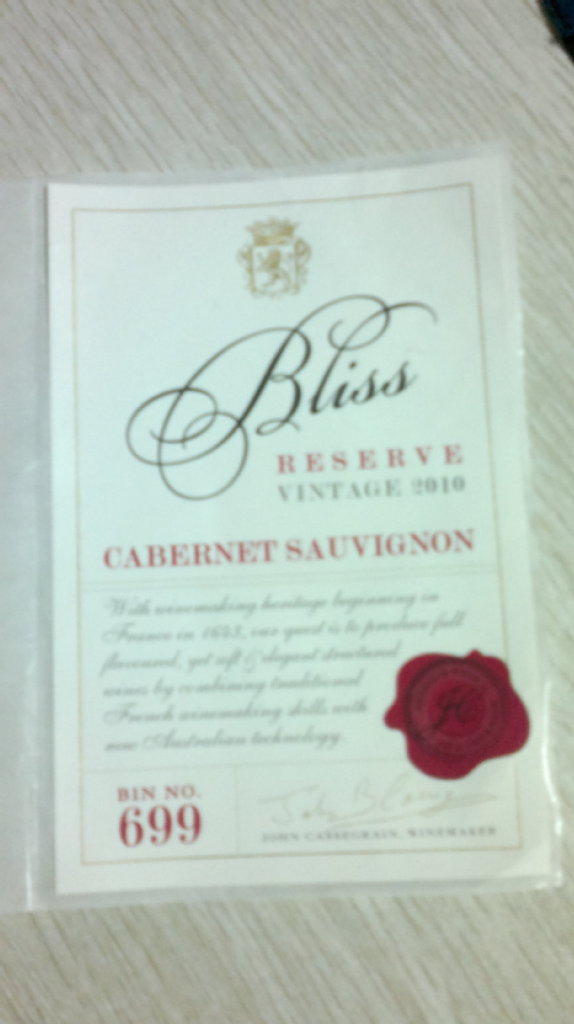 Bliss
RESERVE
VINTAGE 2010
CABERNET SAUVIGNON
With winemaking heritage beginning in
France in 1643, our quest is to produce full
flavoured, yet soft & elegant structured
wines by combining traditional
French winemaking skills with
new Australian technology.
BIN NO.
699
JOHN CASSEGRAIN, WINEMAKER